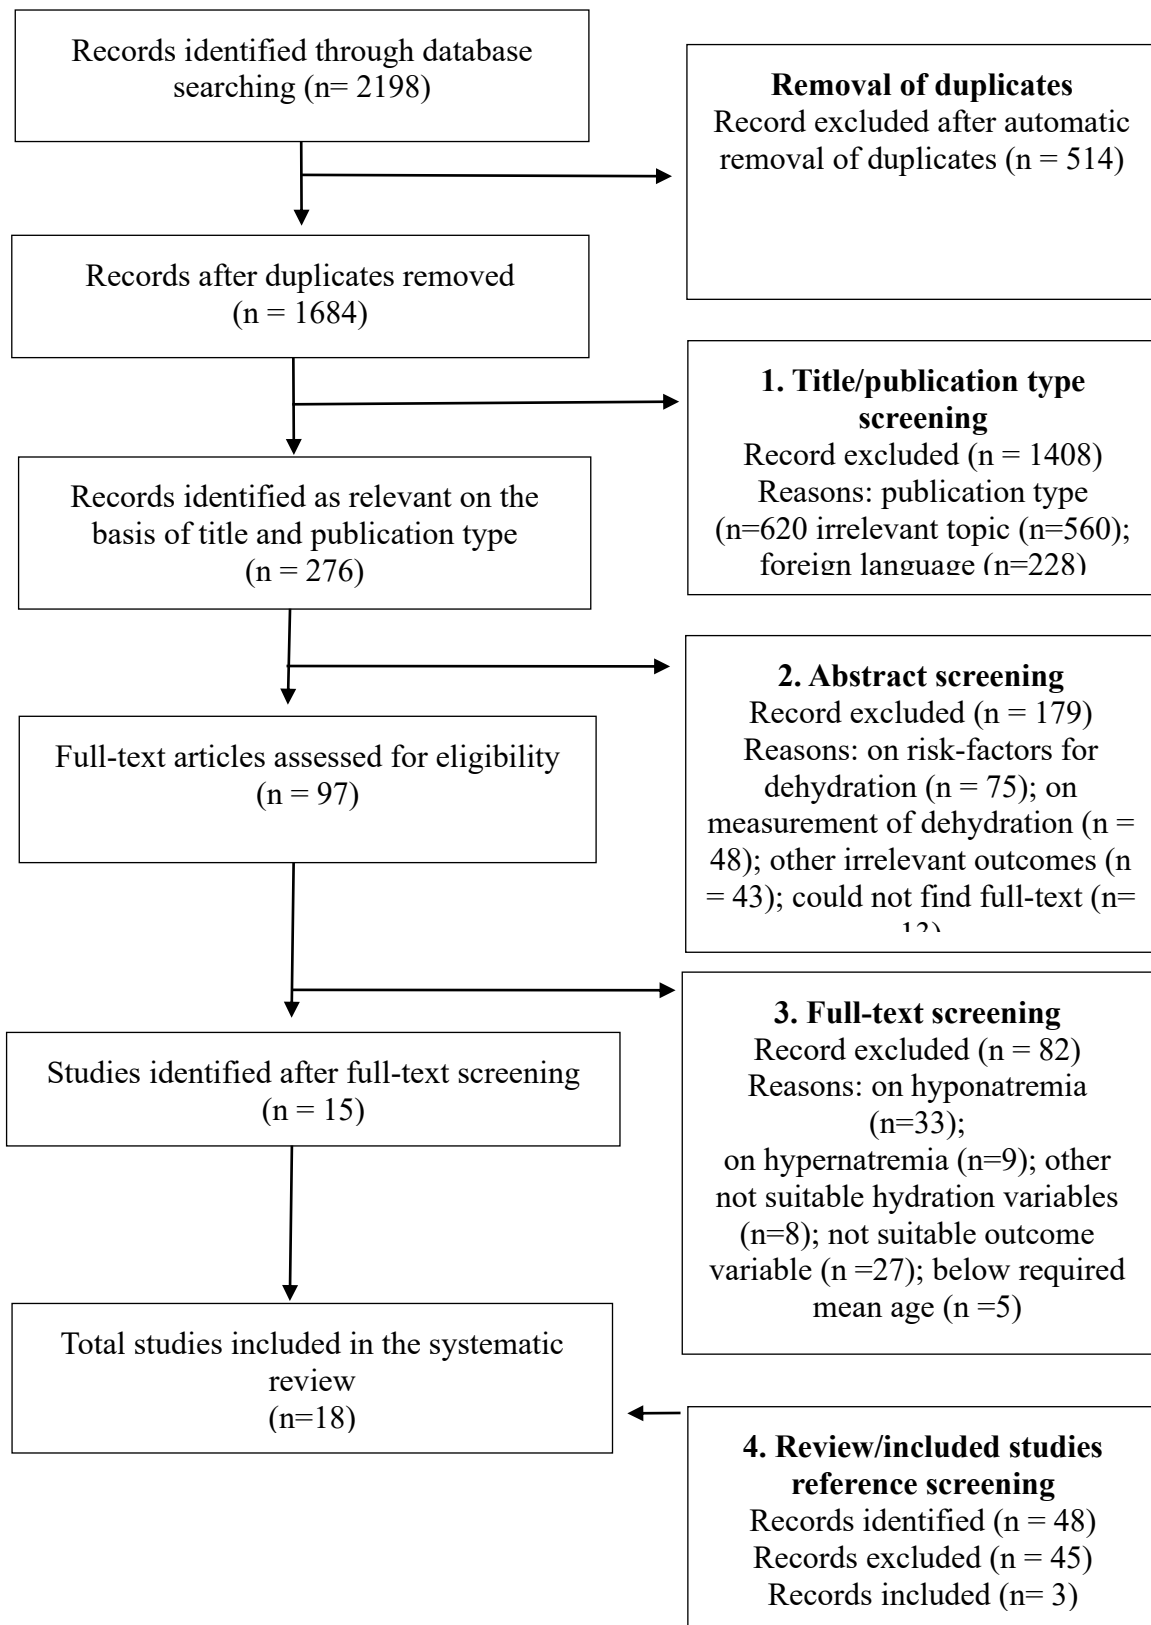 Records identified through database
searching (n= 2198)
Removal of duplicates
Record excluded after automatic
removal of duplicates (n = 514)
Records after duplicates removed
(n = 1684)
1. Title/publication type
screening
Record excluded (n = 1408)
Reasons: publication type
(n=620 irrelevant topic (n=560);
foreign language (n=228)
Records identified as relevant on the
basis of title and publication type
(n = 276)
2. Abstract screening
Record excluded (n = 179)
Reasons: on risk-factors for
dehydration (n = 75); on
measurement of dehydration (n =
48); other irrelevant outcomes (n
= 43); could not find full-text (n=
Full-text articles assessed for eligibility
(n = 97)
3. Full-text screening
Record excluded (n = 82)
Reasons: on hyponatremia
(n=33);
on hypernatremia (n=9); other
not suitable hydration variables
(n=8); not suitable outcome
variable (n =27); below required
mean age (n =5)
Studies identified after full-text screening
(n = 15)
Total studies included in the systematic
review
(n=18)
4. Review/included studies
reference screening
Records identified (n = 48)
Records excluded (n = 45)
Records included (n= 3)